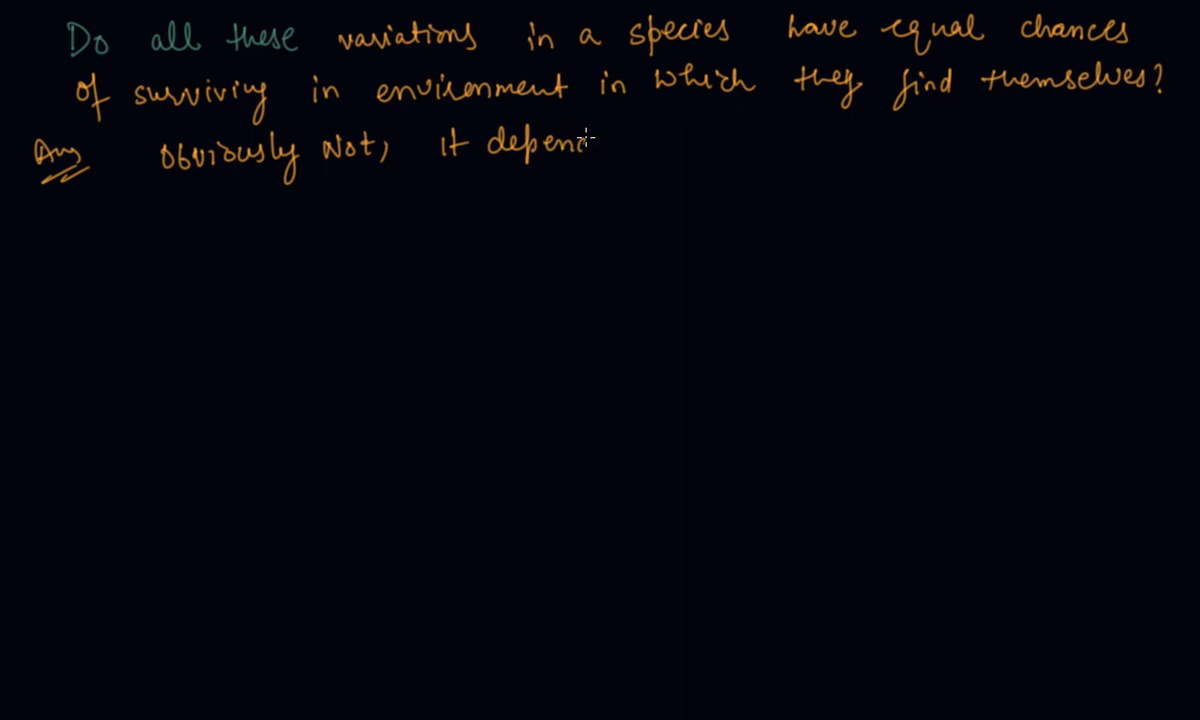 Do all these variations in a species have equal chances
of surviving in environment in which they find themselves?
Ans Obviously Not, it depend